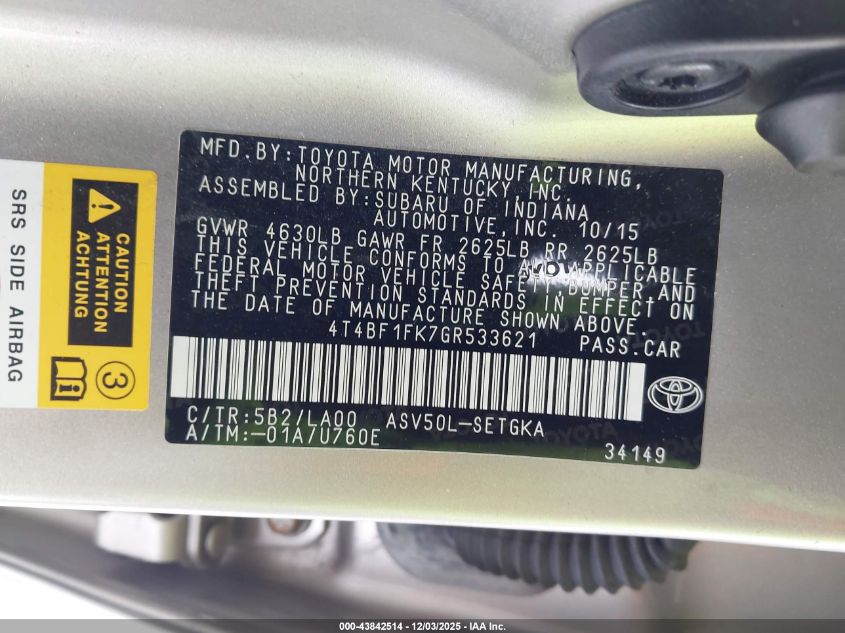 MFD.BY:TOYOTA MOTOR MANUFACTURING,
NORTHERN KENTUCKY, INC.
ASSEMBLED BY:SUBARU OF INDIANA
AUTOMOTIVE,INC. 10/15
GVWR 4630LB GAWR FR 2625LB RR 2625LB
THIS VEHICLE CONFORMS TO ALL APPLICABLE
FEDERAL MOTOR VEHICLE SAFETY,BUMPER,AND
THEFT PREVENTION STANDARDS IN EFFECT ON
THE DATE OF MANUFACTURE SHOWN ABOVE.
4T4BF1FK7GR533621 PASS.CAR
C/TR:5B2/LA00 ASV50L-SETGKA
A/TM:-01A/U760E
34149
CAUTION
ATTENTION
ACHTUNG
3
SRS SIDE AIRBAG
000-43842514 - 12/03/2025 - © IAA Inc.